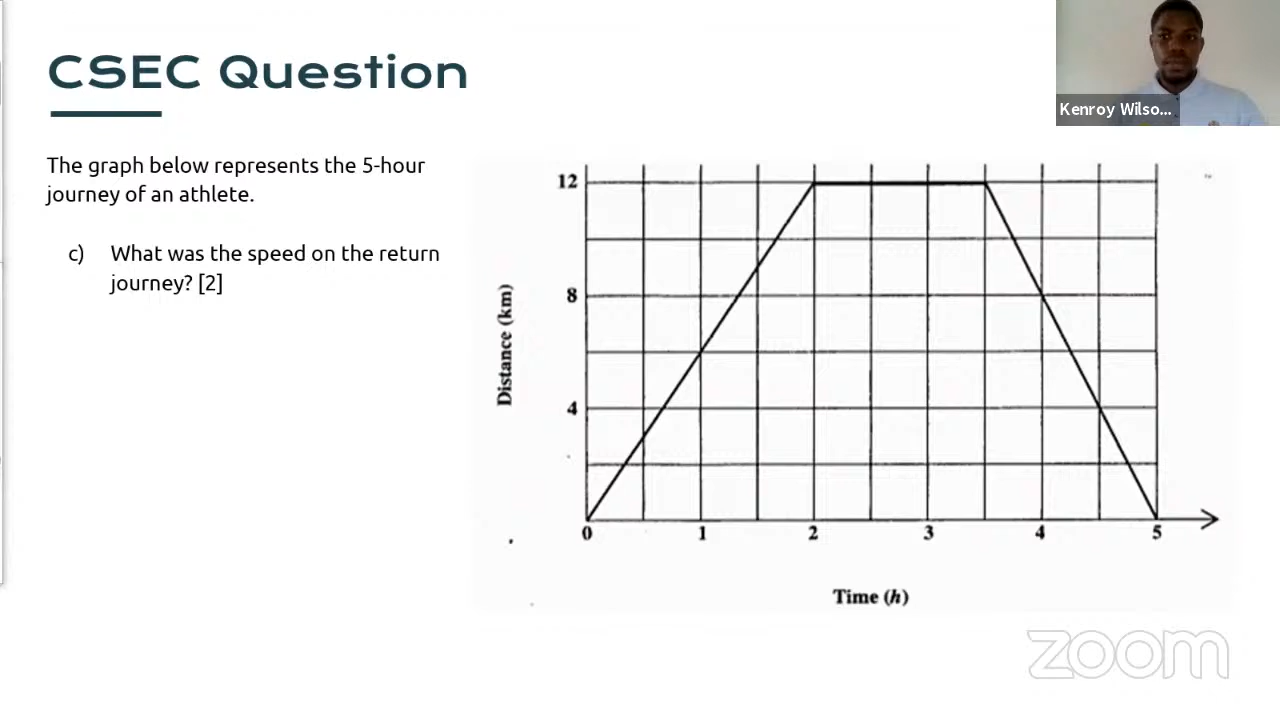 CSEC Question
Kenroy Wilso...
The graph below represents the 5-hour
journey of an athlete.
c) What was the speed on the return
journey? [2]
12
8
4
Distance (km)
0 1 2 3 4 5
Time (h)
zoom